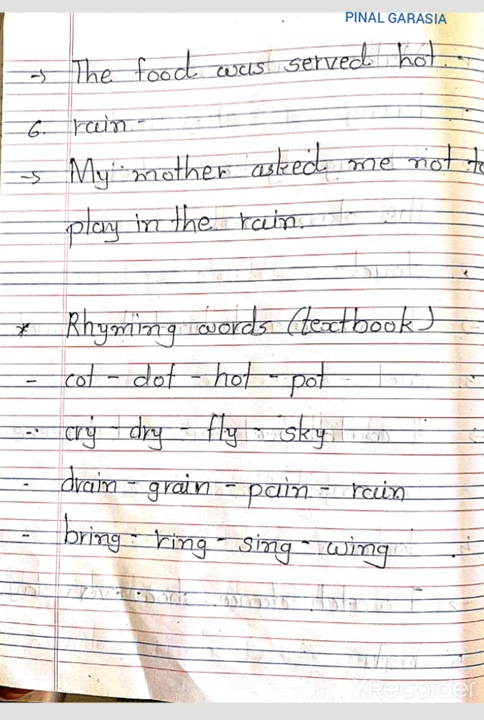 PINAL GARASIA
→ The food was served hot.
6. rain -
→ My mother asked me not to
play in the rain.
* Rhyming words (textbook)
- cot - dot - hot - pot
- cry - dry - fly - sky
- drain - grain - pain - rain
- bring - ring - sing - wing
XRecorder